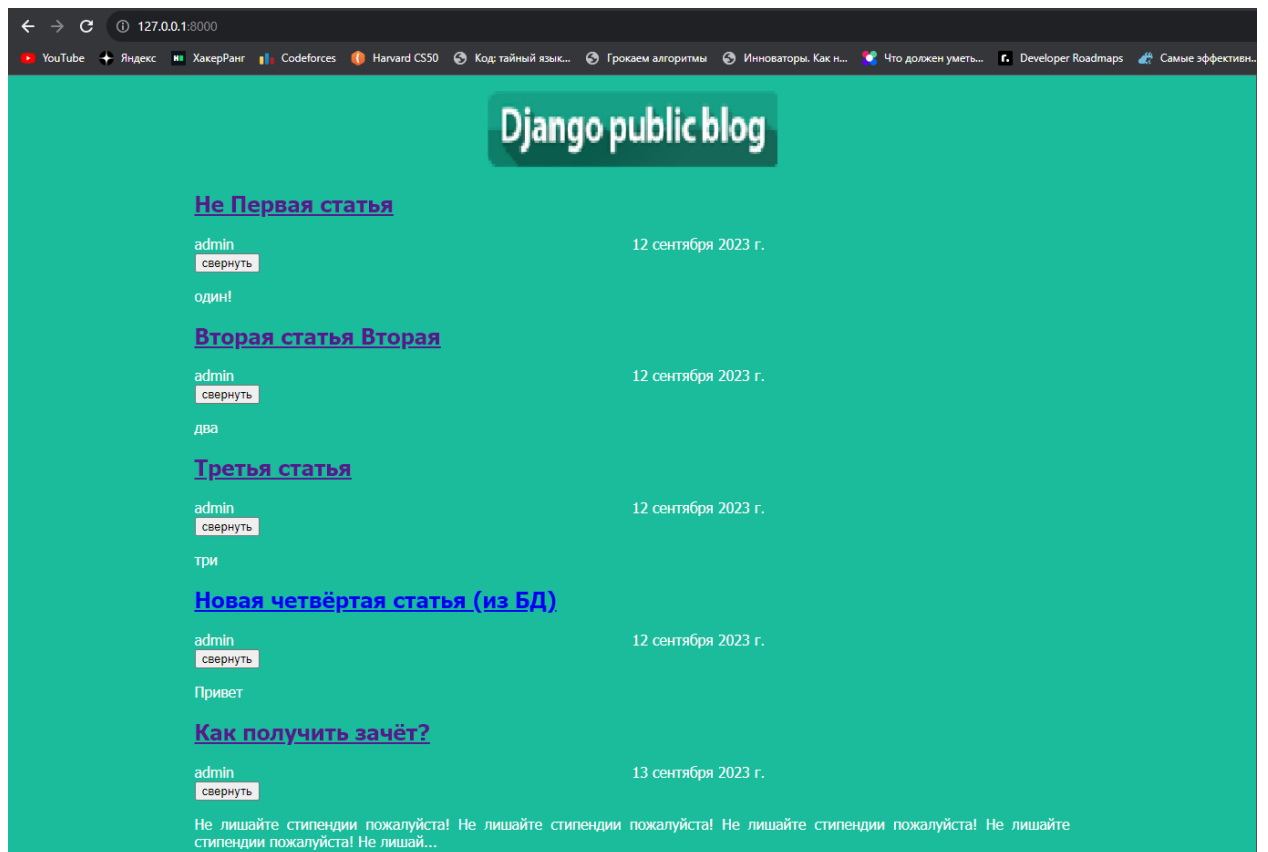 127.0.0.1:8000
YouTube Яндекс ХакерРанг Codeforces Harvard CS50 Код: тайный язык... Грокаем алгоритмы Инноваторы. Как н... Что должен уметь... Developer Roadmaps Самые эффективн...
Django public blog
Не Первая статья
admin 12 сентября 2023 г.
свернуть
один!
Вторая статья Вторая
admin 12 сентября 2023 г.
свернуть
два
Третья статья
admin 12 сентября 2023 г.
свернуть
три
Новая четвёртая статья (из БД)
admin 12 сентября 2023 г.
свернуть
Привет
Как получить зачёт?
admin 13 сентября 2023 г.
свернуть
Не лишайте стипендии пожалуйста! Не лишайте стипендии пожалуйста! Не лишайте стипендии пожалуйста! Не лишайте
стипендии пожалуйста! Не лишай...